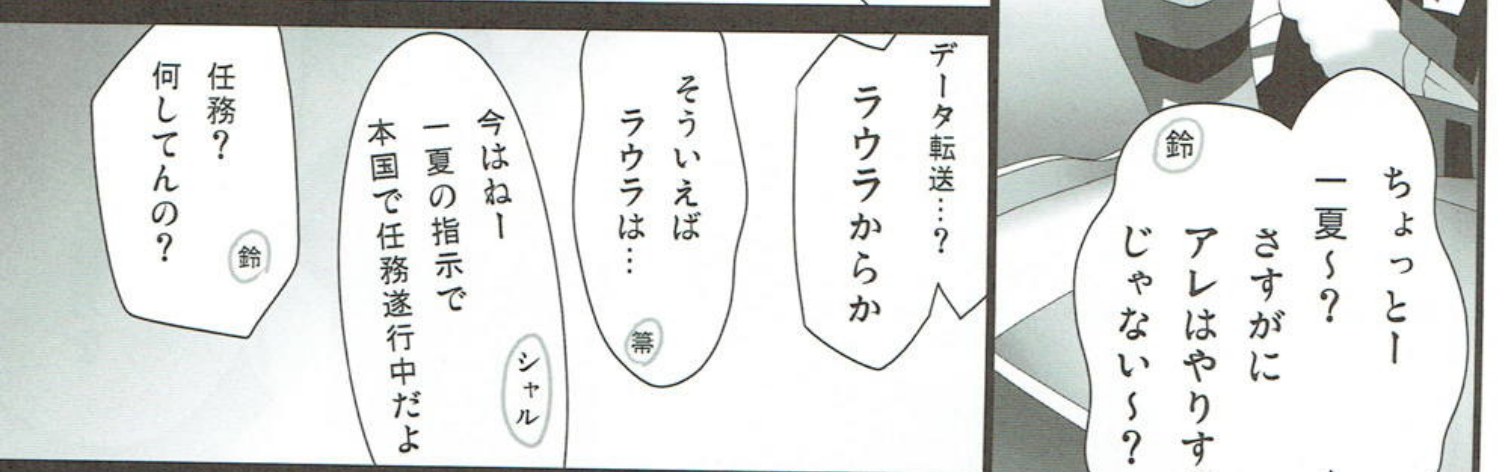 ちょっとー
一夏～？
さすがに
アレはやりす
じゃない～？
鈴
データ転送…？
ラウラからか
そういえば
ラウラは…
箒
シャル
今はねー
一夏の指示で
本国で任務遂行中だよ
任務？
何してんの？
鈴